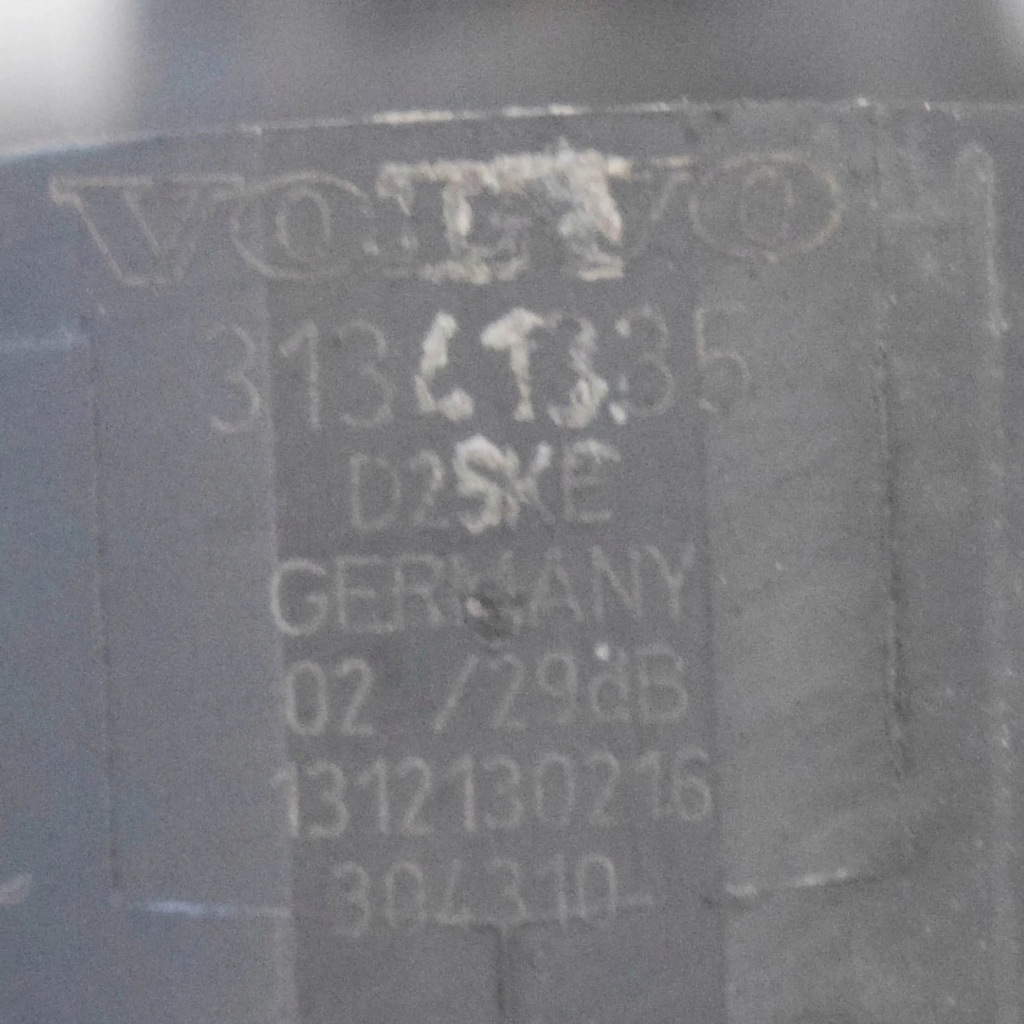 VOLVO
31341335
D2SKE
GERMANY
02 /29dB
1312130216
304310-